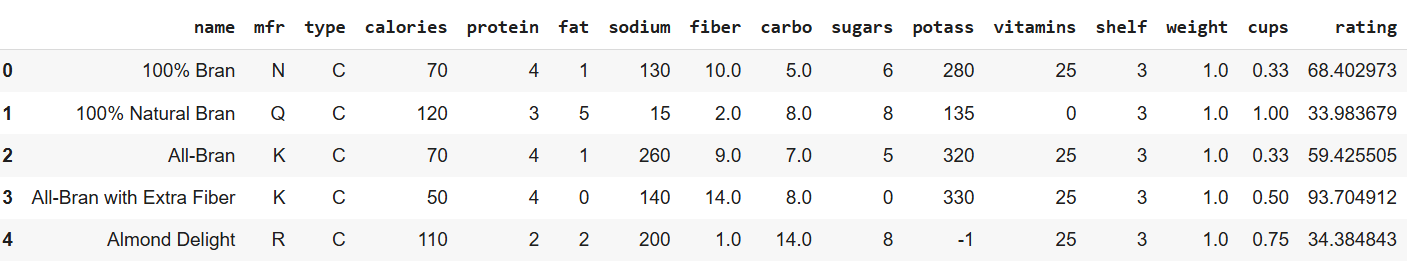 name mfr type calories protein fat sodium fiber carbo sugars potass vitamins shelf weight cups rating
0 100% Bran N C 70 4 1 130 10.0 5.0 6 280 25 3 1.0 0.33 68.402973
1 100% Natural Bran Q C 120 3 5 15 2.0 8.0 8 135 0 3 1.0 1.00 33.983679
2 All-Bran K C 70 4 1 260 9.0 7.0 5 320 25 3 1.0 0.33 59.425505
3 All-Bran with Extra Fiber K C 50 4 0 140 14.0 8.0 0 330 25 3 1.0 0.50 93.704912
4 Almond Delight R C 110 2 2 200 1.0 14.0 8 -1 25 3 1.0 0.75 34.384843